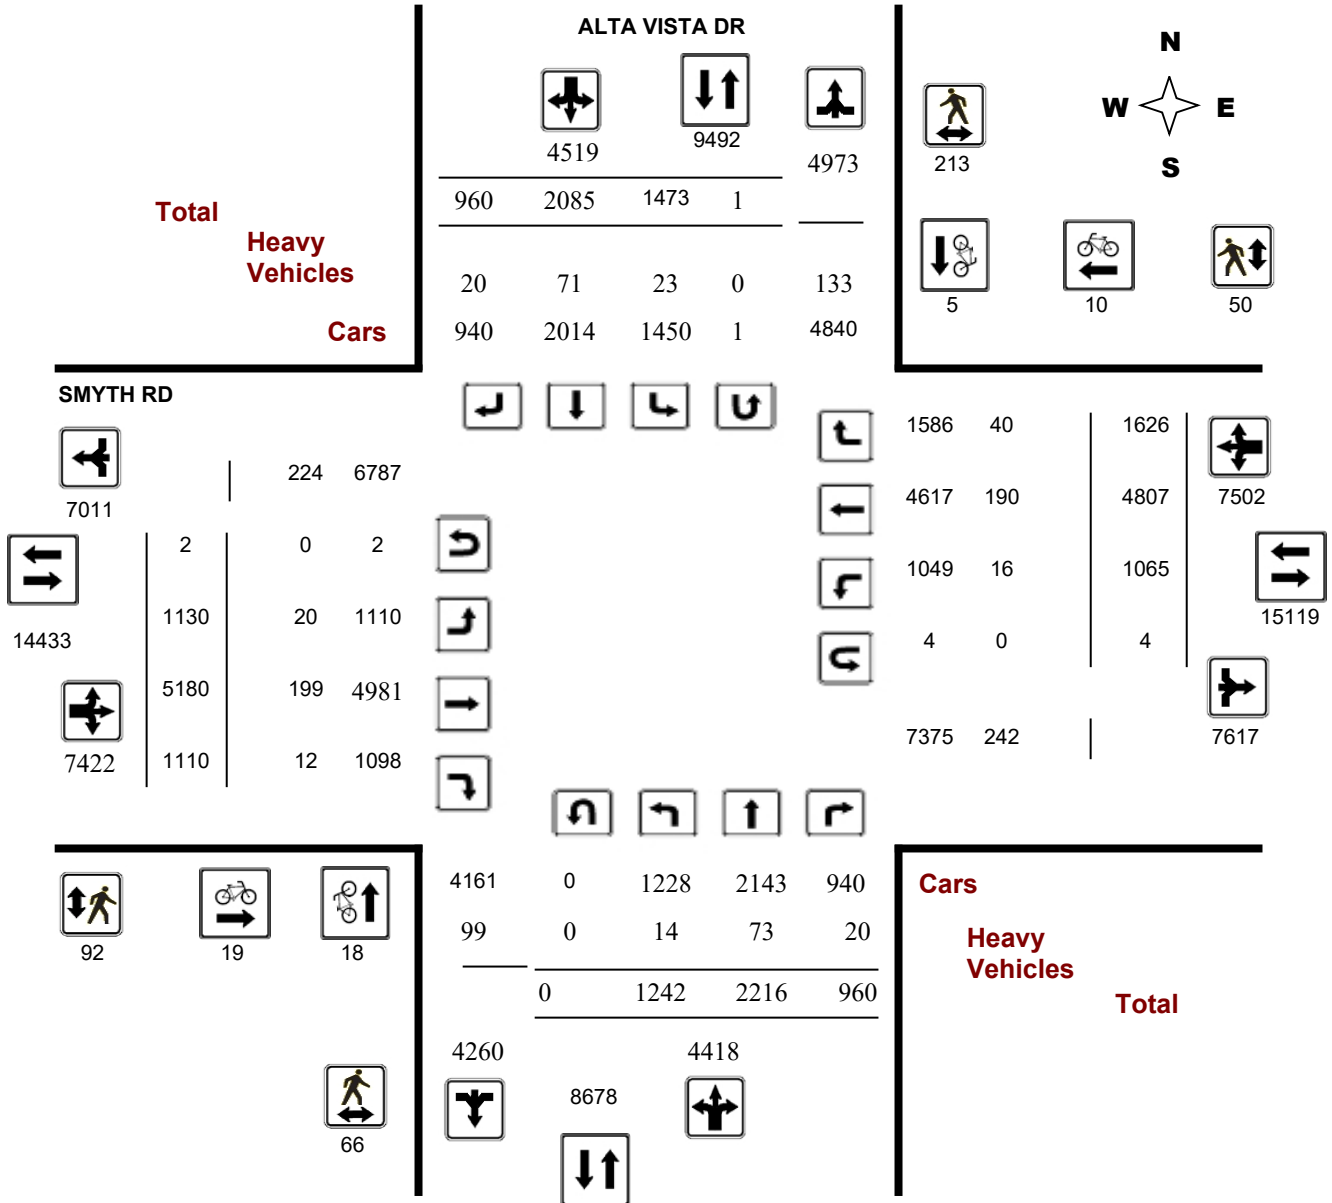 ALTA VISTA DR
N
W E
S
4519 9492 4973 213
960 2085 1473 1
Total
Heavy
Vehicles
20 71 23 0 133
5 10 50
Cars 940 2014 1450 1 4840
SMYTH RD
1586 40 1626
224 6787
7011
4617 190 4807 7502
2 0 2
1049 16 1065
1130 20 1110
14433
15119
4 0 4
5180 199 4981
7422 1110 12 1098
7375 242 7617
4161 0 1228 2143 940 Cars
99 0 14 73 20 Heavy
Vehicles
92 19 18
0 1242 2216 960 Total
4260 4418
8678
66